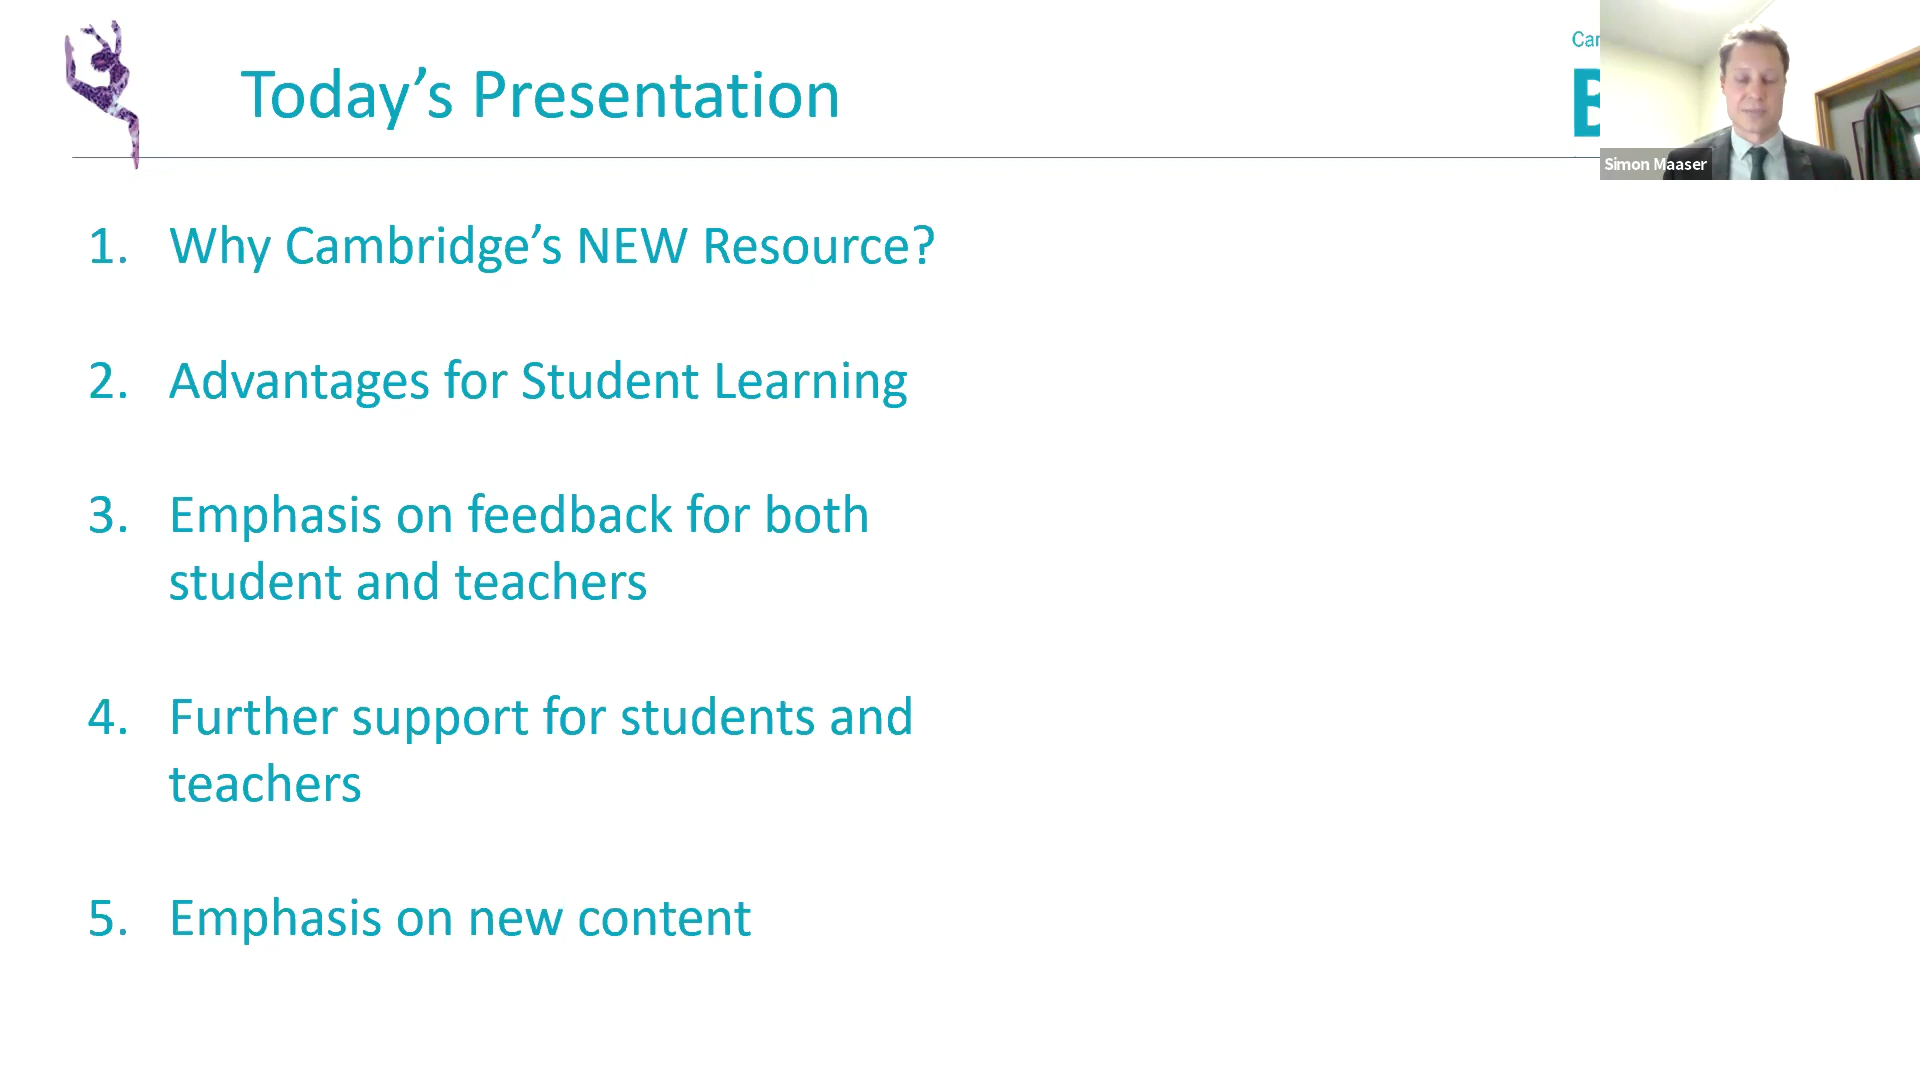 Today’s Presentation
Simon Maaser
1. Why Cambridge’s NEW Resource?
2. Advantages for Student Learning
3. Emphasis on feedback for both
student and teachers
4. Further support for students and
teachers
5. Emphasis on new content